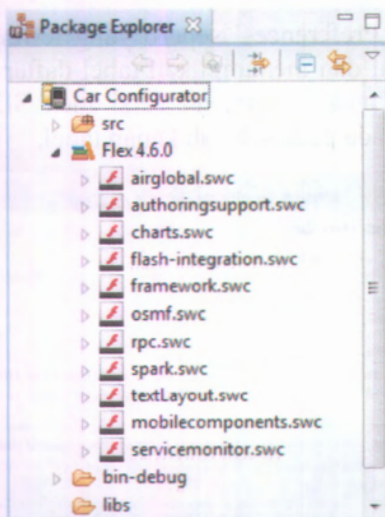 Package Explorer
Car Configurator
src
Flex 4.6.0
airglobal.swc
authoringsupport.swc
charts.swc
flash-integration.swc
framework.swc
osmf.swc
rpc.swc
spark.swc
textLayout.swc
mobilecomponents.swc
servicemonitor.swc
bin-debug
libs